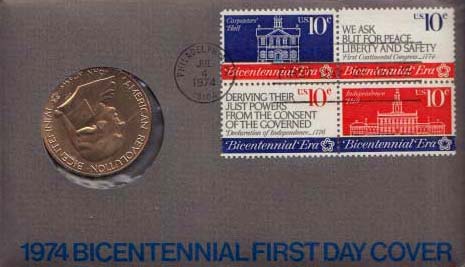 Carpenters'
Hall
US 10c
Bicentennial Era
US 10c
WE ASK
BUT FOR PEACE,
LIBERTY AND SAFETY
First Continental Congress, 1774
Bicentennial Era
PHILADELPHIA
JUL
4
1974
AMERICAN REVOLUTION BICENTENNIAL
US 10c
DERIVING THEIR
JUST POWERS
FROM THE CONSENT
OF THE GOVERNED
Declaration of Independence, 1776
Bicentennial Era
Independence
Hall
US 10c
Bicentennial Era
1974 BICENTENNIAL FIRST DAY COVER